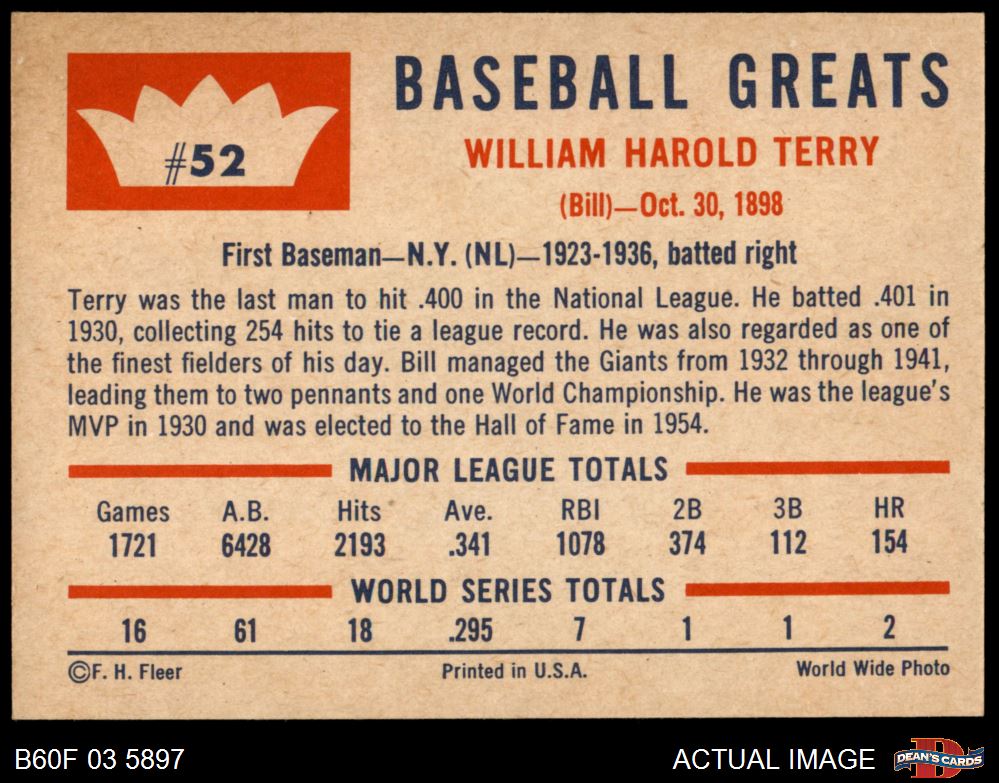 #52
BASEBALL GREATS
WILLIAM HAROLD TERRY
(Bill)—Oct. 30, 1898
First Baseman—N.Y. (NL)—1923-1936, batted right
Terry was the last man to hit .400 in the National League. He batted .401 in
1930, collecting 254 hits to tie a league record. He was also regarded as one of
the finest fielders of his day. Bill managed the Giants from 1932 through 1941,
leading them to two pennants and one World Championship. He was the league's
MVP in 1930 and was elected to the Hall of Fame in 1954.
MAJOR LEAGUE TOTALS
Games A.B. Hits Ave. RBI 2B 3B HR
1721 6428 2193 .341 1078 374 112 154
WORLD SERIES TOTALS
16 61 18 .295 7 1 1 2
©F. H. Fleer Printed in U.S.A. World Wide Photo
B60F 03 5897 ACTUAL IMAGE D DEAN'S CARDS